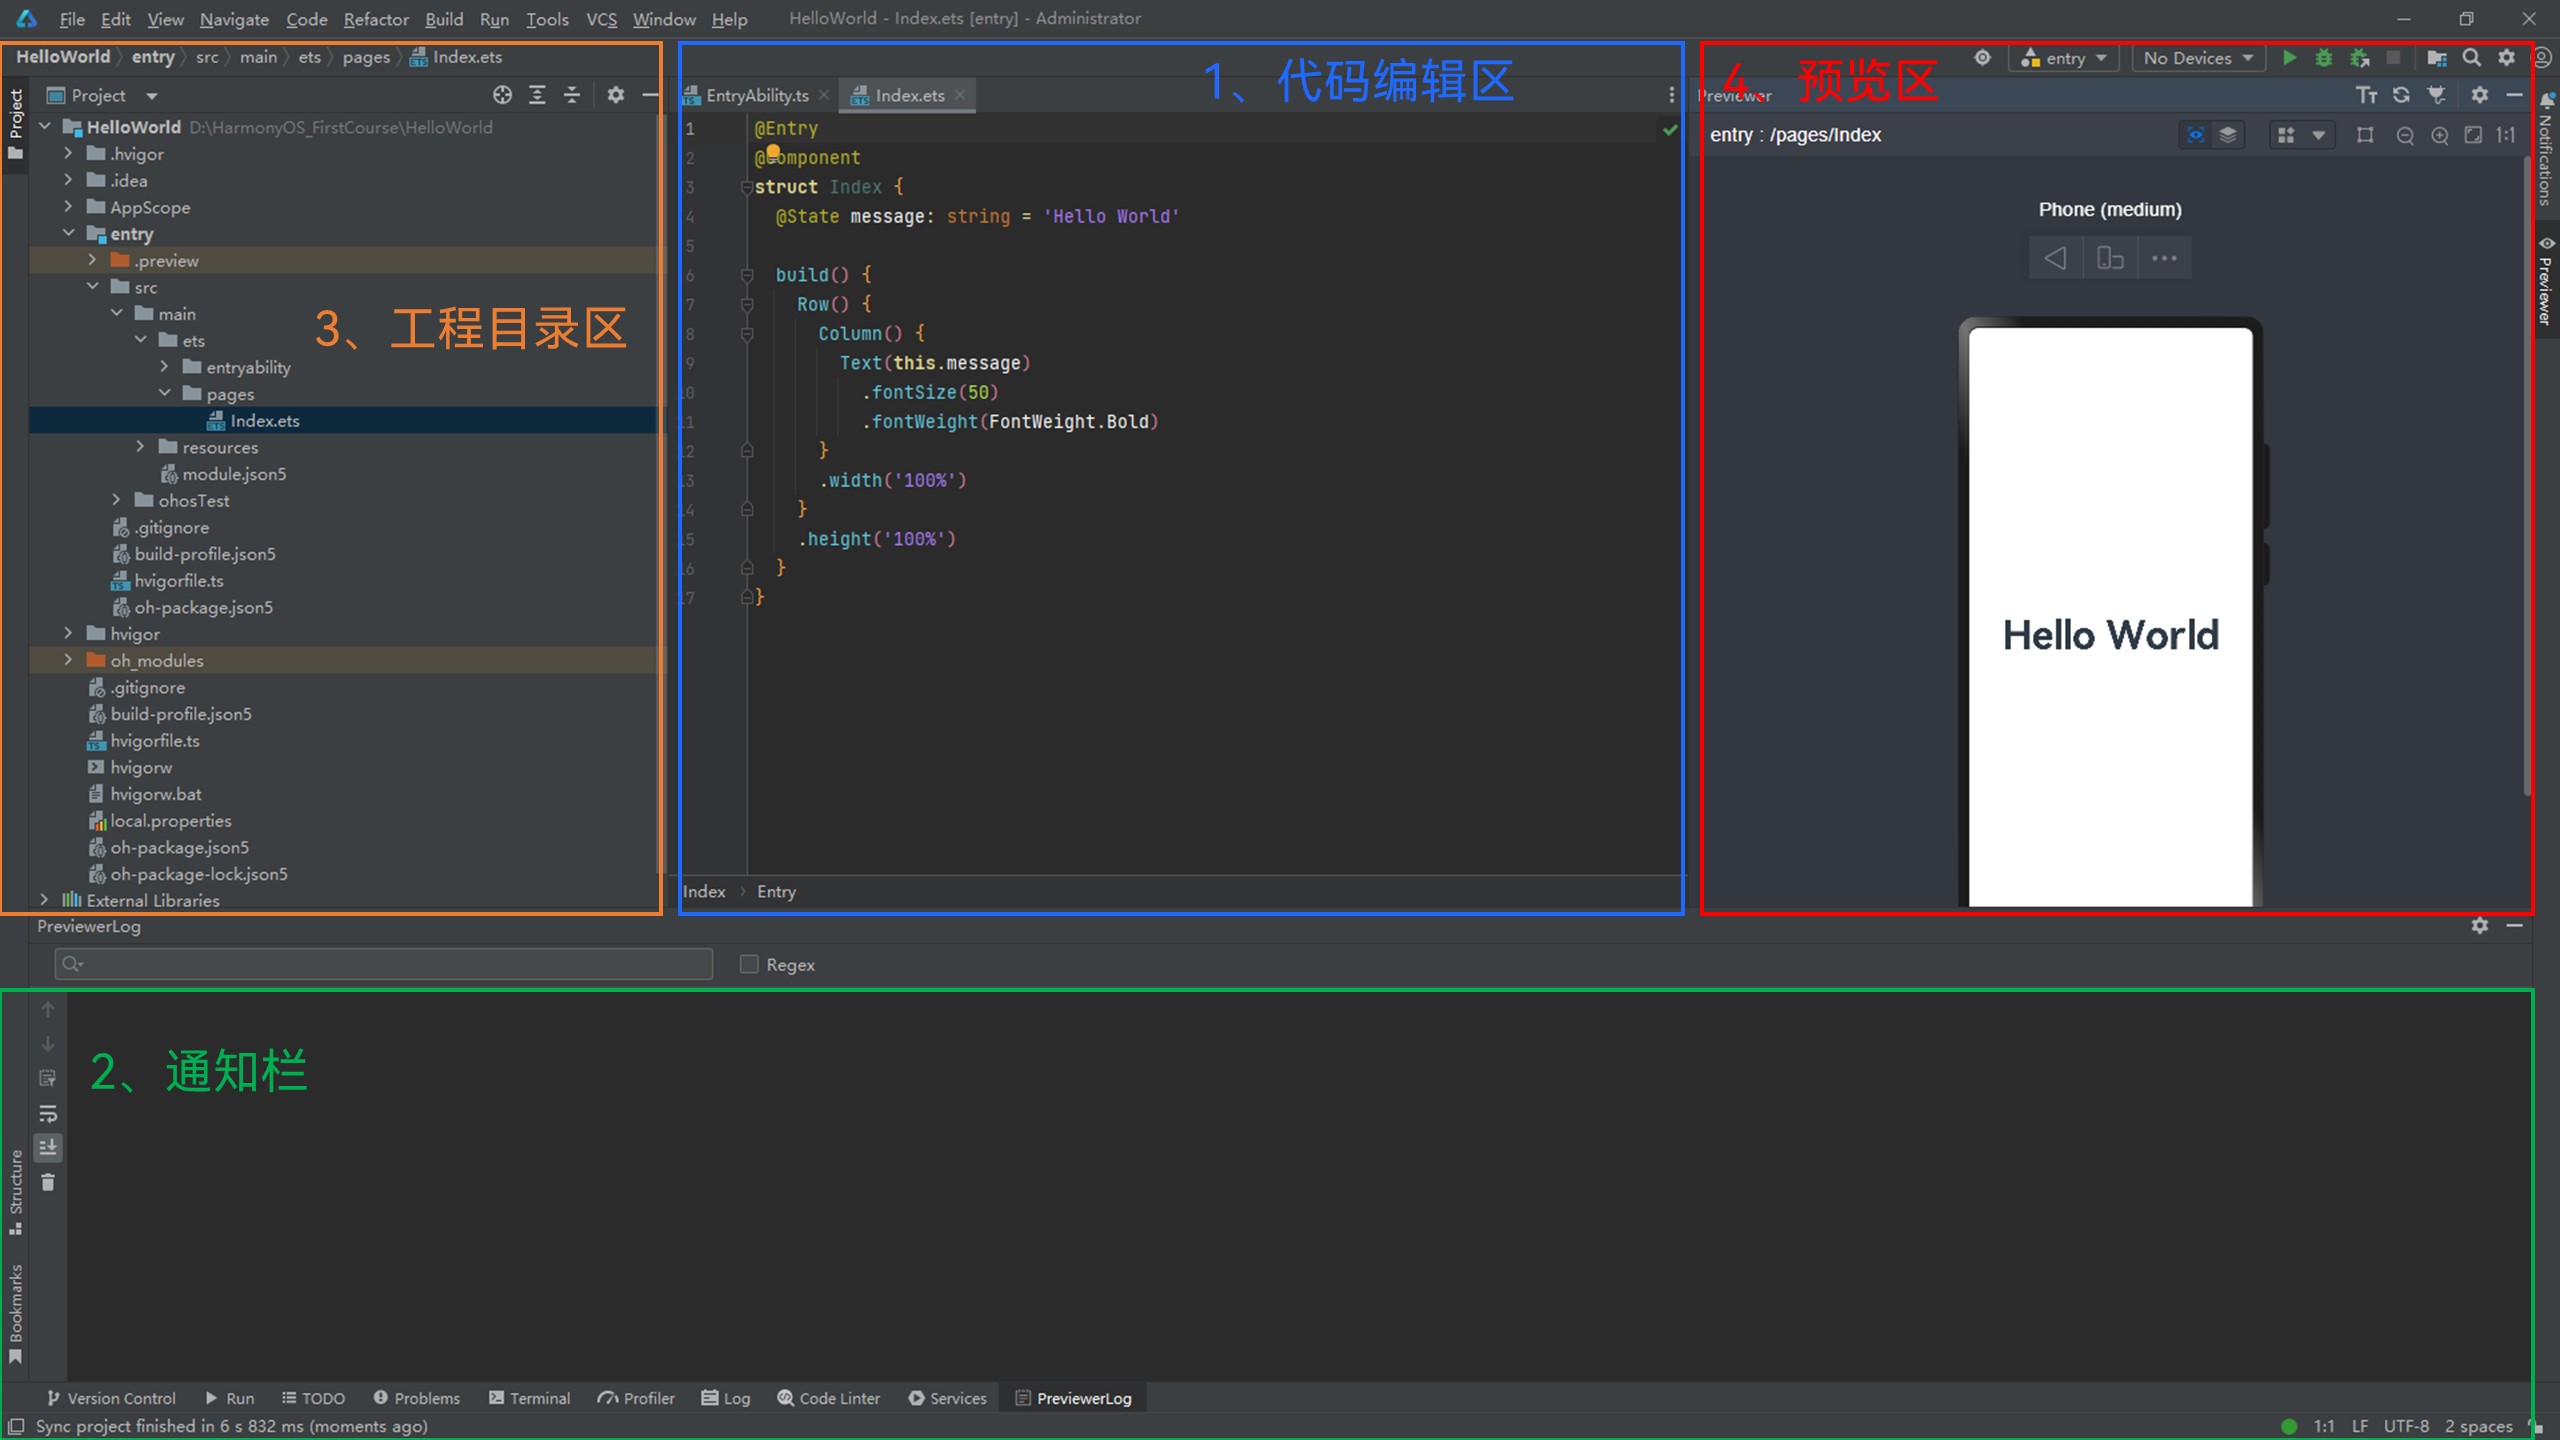 File Edit View Navigate Code Refactor Build Run Tools VCS Window Help HelloWorld - Index.ets [entry] - Administrator
HelloWorld entry src main ets pages Index.ets
entry No Devices
Project
Project
HelloWorld D:\HarmonyOS_FirstCourse\HelloWorld
.hvigor
.idea
AppScope
entry
.preview
src
main
ets
entryability
pages
Index.ets
resources
module.json5
ohosTest
.gitignore
build-profile.json5
hvigorfile.ts
oh-package.json5
hvigor
oh_modules
.gitignore
build-profile.json5
hvigorfile.ts
hvigorw
hvigorw.bat
local.properties
oh-package.json5
oh-package-lock.json5
External Libraries
3、工程目录区
1、代码编辑区
EntryAbility.ts Index.ets
1 @Entry
2 @Component
3 struct Index {
4 @State message: string = 'Hello World'
5
6 build() {
7 Row() {
8 Column() {
9 Text(this.message)
10 .fontSize(50)
11 .fontWeight(FontWeight.Bold)
12 }
13 .width('100%')
14 }
15 .height('100%')
16 }
17 }
Index Entry
4、预览区
Previewer
entry : /pages/Index
1:1
Phone (medium)
Hello World
Notifications
Previewer
PreviewerLog
Regex
2、通知栏
Structure
Bookmarks
Version Control Run TODO Problems Terminal Profiler Log Code Linter Services PreviewerLog
Sync project finished in 6 s 832 ms (moments ago) 1:1 LF UTF-8 2 spaces